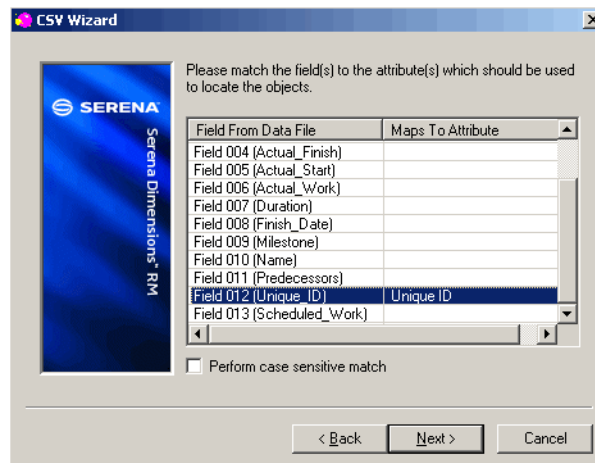 CSV Wizard
SERENA
Serena Dimensions® RM
Please match the field(s) to the attribute(s) which should be used
to locate the objects.
Field From Data File Maps To Attribute
Field 004 (Actual_Finish)
Field 005 (Actual_Start)
Field 006 (Actual_Work)
Field 007 (Duration)
Field 008 (Finish_Date)
Field 009 (Milestone)
Field 010 (Name)
Field 011 (Predecessors)
Field 012 (Unique_ID) Unique ID
Field 013 (Scheduled_Work)
Perform case sensitive match
< Back Next > Cancel